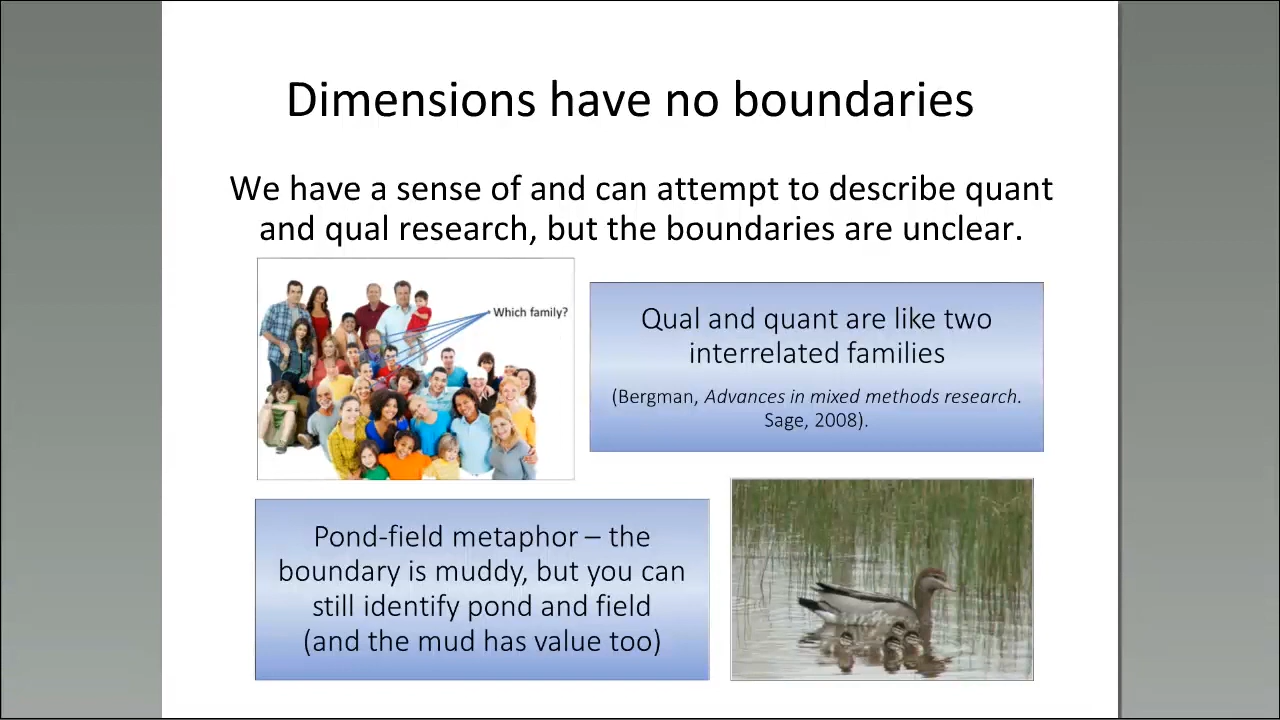 Dimensions have no boundaries
We have a sense of and can attempt to describe quant
and qual research, but the boundaries are unclear.
Which family?
Qual and quant are like two
interrelated families
(Bergman, Advances in mixed methods research.
Sage, 2008).
Pond-field metaphor – the
boundary is muddy, but you can
still identify pond and field
(and the mud has value too)